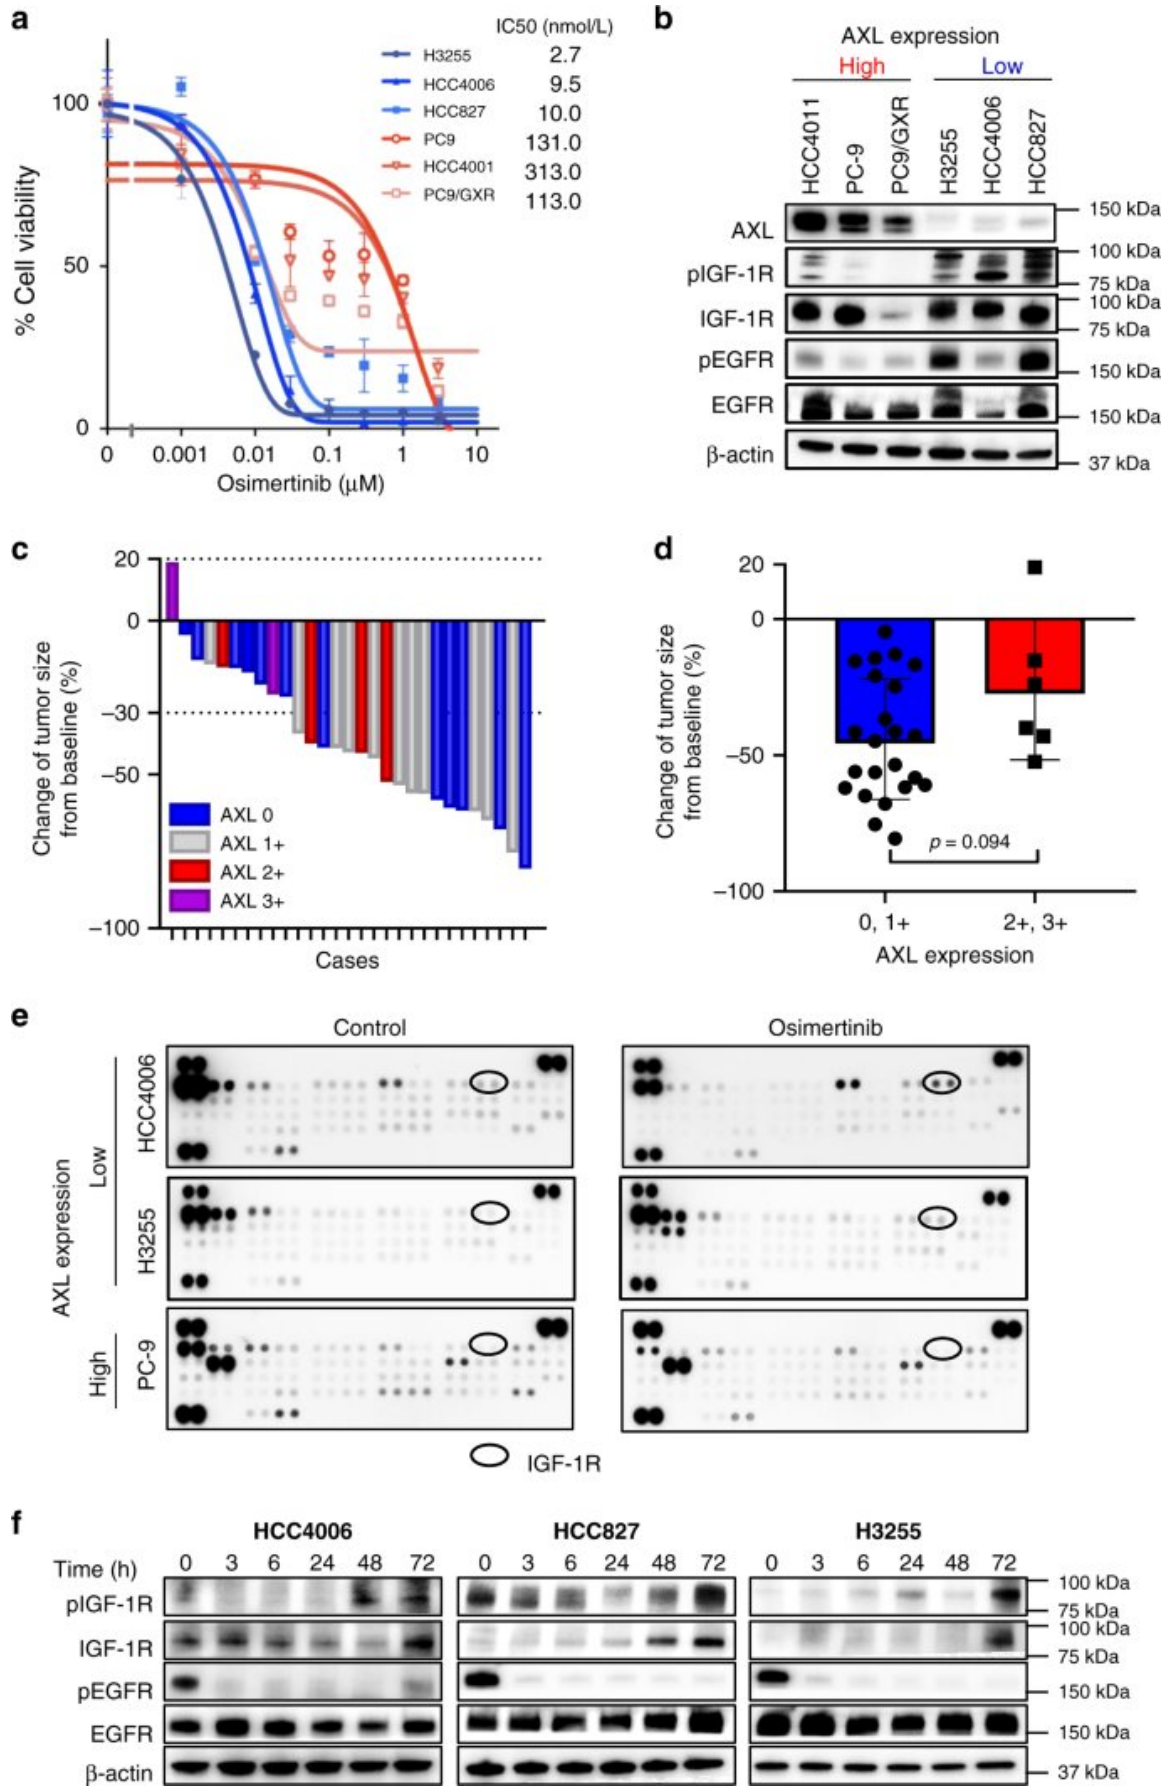 a
IC50 (nmol/L)
H3255 2.7
HCC4006 9.5
HCC827 10.0
PC9 131.0
HCC4001 313.0
PC9/GXR 113.0
% Cell viability
100
50
0
0 0.001 0.01 0.1 1 10
Osimertinib (μM)
b
AXL expression
High Low
HCC4011 PC-9 PC9/GXR H3255 HCC4006 HCC827
AXL 150 kDa
pIGF-1R 100 kDa
75 kDa
IGF-1R 100 kDa
75 kDa
pEGFR 150 kDa
EGFR 150 kDa
β-actin 37 kDa
c
Change of tumor size
from baseline (%)
20
0
−30
−50
−100
AXL 0
AXL 1+
AXL 2+
AXL 3+
Cases
d
Change of tumor size
from baseline (%)
20
0
−50
−100
p = 0.094
0, 1+ 2+, 3+
AXL expression
e
Control Osimertinib
AXL expression
Low
High
HCC4006
H3255
PC-9
IGF-1R
f
HCC4006 HCC827 H3255
Time (h) 0 3 6 24 48 72 0 3 6 24 48 72 0 3 6 24 48 72
pIGF-1R 100 kDa
75 kDa
IGF-1R 100 kDa
75 kDa
pEGFR 150 kDa
EGFR 150 kDa
β-actin 37 kDa